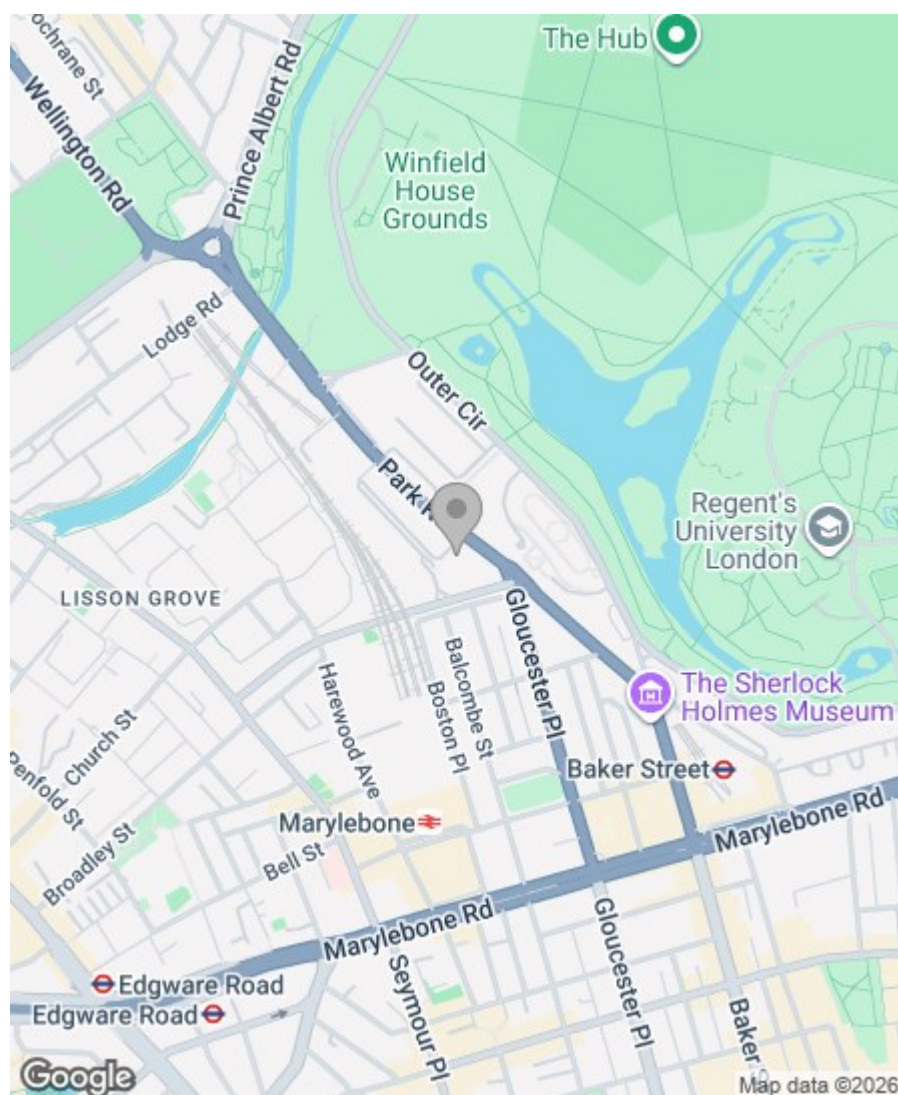 ochrane St
Wellington Rd
Prince Albert Rd
The Hub
Winfield
House
Grounds
Lodge Rd
Outer Cir
Park R
Regent's
University
London
LISSON GROVE
Gloucester Pl
Balcombe St
Boston Pl
Harewood Ave
The Sherlock
Holmes Museum
Church St
Penfold St
Baker Street
Marylebone
Marylebone Rd
Broadley St
Bell St
Marylebone Rd
Gloucester Pl
Seymour Pl
Edgware Road
Edgware Road
Baker S
Google
Map data ©2026